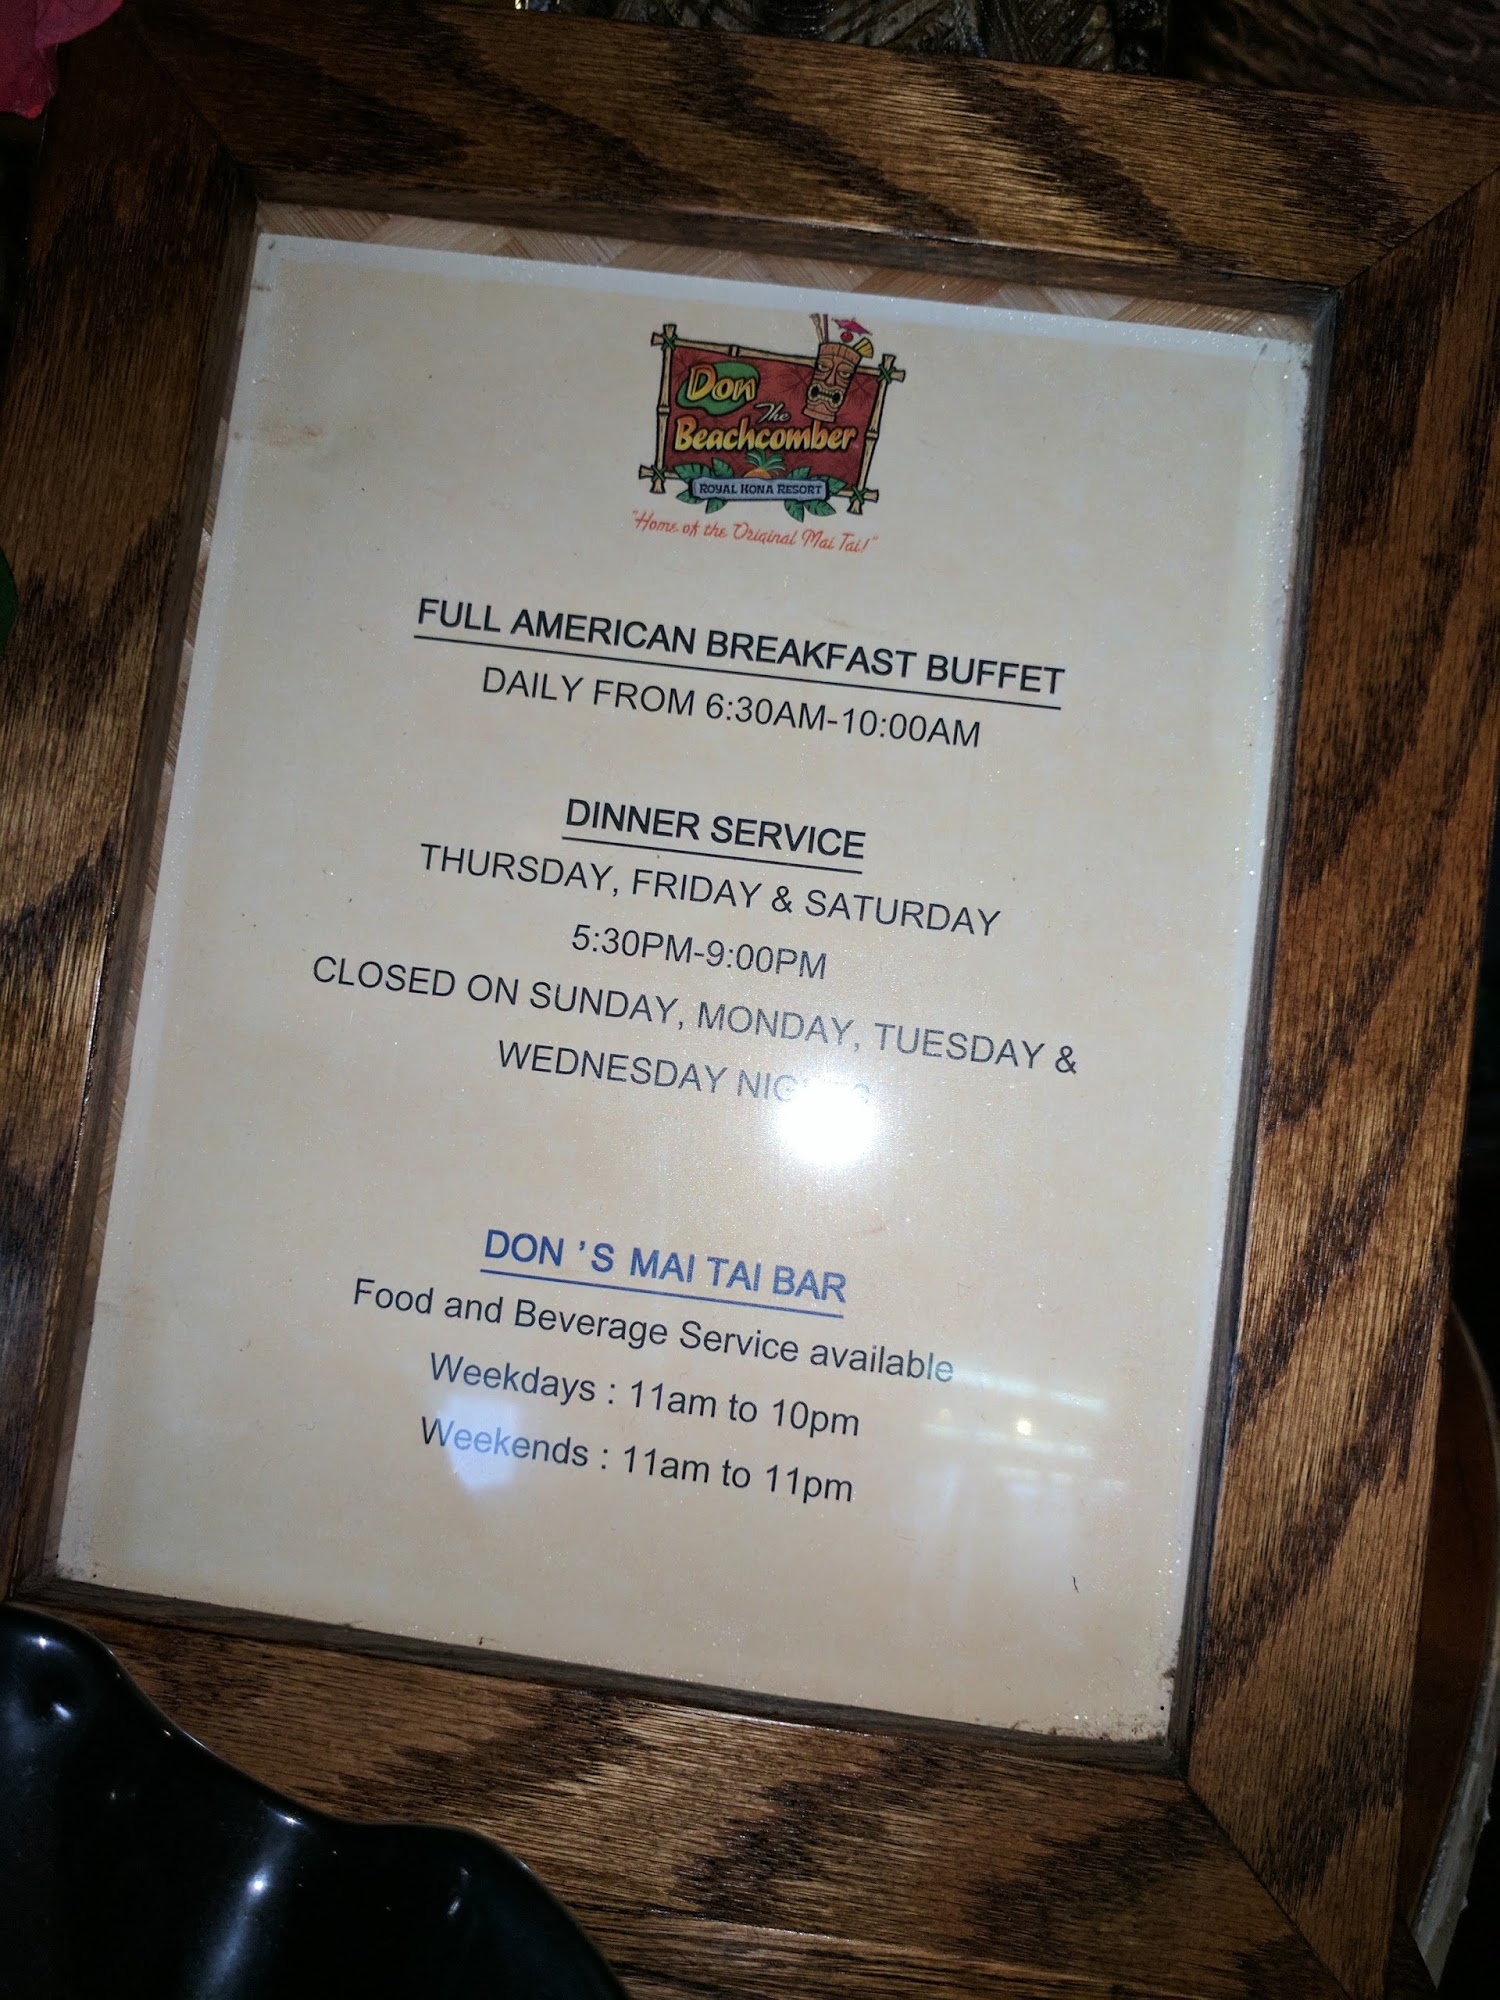 Don
The
Beachcomber
ROYAL KONA RESORT
"Home of the Original Mai Tai!"
FULL AMERICAN BREAKFAST BUFFET
DAILY FROM 6:30AM-10:00AM
DINNER SERVICE
THURSDAY, FRIDAY & SATURDAY
5:30PM-9:00PM
CLOSED ON SUNDAY, MONDAY, TUESDAY &
WEDNESDAY NIGHTS
DON 'S MAI TAI BAR
Food and Beverage Service available
Weekdays : 11am to 10pm
Weekends : 11am to 11pm